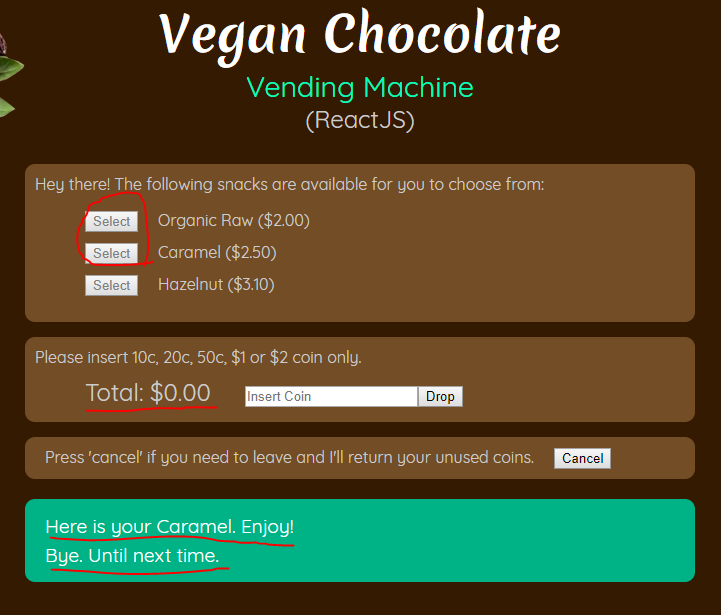 Vegan Chocolate
Vending Machine
(ReactJS)
Hey there! The following snacks are available for you to choose from:
Select Organic Raw ($2.00)
Select Caramel ($2.50)
Select Hazelnut ($3.10)
Please insert 10c, 20c, 50c, $1 or $2 coin only.
Total: $0.00 Insert Coin Drop
Press 'cancel' if you need to leave and I'll return your unused coins. Cancel
Here is your Caramel. Enjoy!
Bye. Until next time.